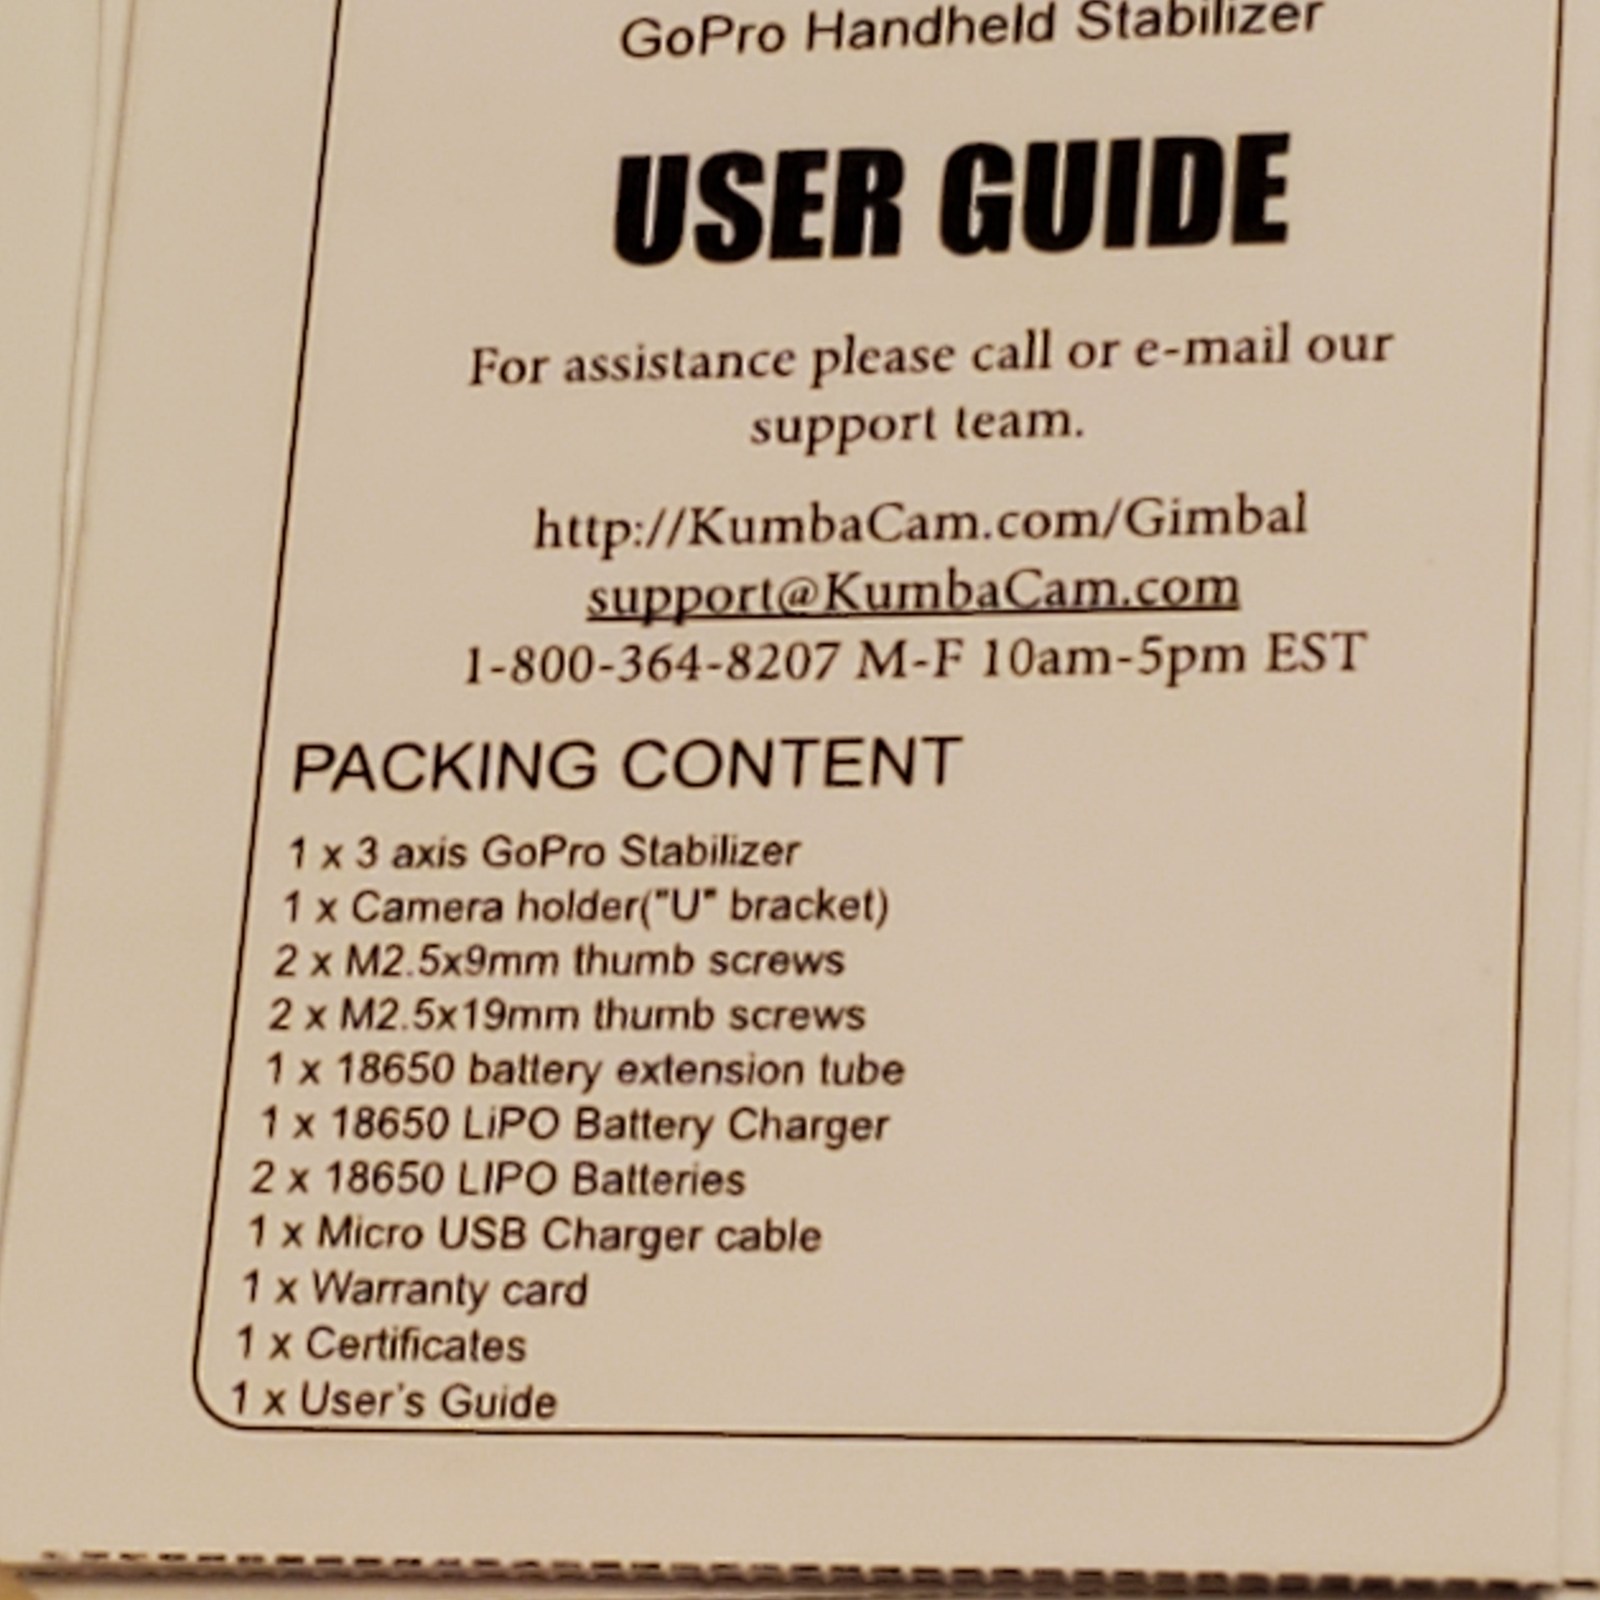 GoPro Handheld Stabilizer
USER GUIDE
For assistance please call or e-mail our
support team.
http://KumbaCam.com/Gimbal
support@KumbaCam.com
1-800-364-8207 M-F 10am-5pm EST
PACKING CONTENT
1 x 3 axis GoPro Stabilizer
1 x Camera holder("U" bracket)
2 x M2.5x9mm thumb screws
2 x M2.5x19mm thumb screws
1 x 18650 battery extension tube
1 x 18650 LiPO Battery Charger
2 x 18650 LIPO Batteries
1 x Micro USB Charger cable
1 x Warranty card
1 x Certificates
1 x User's Guide